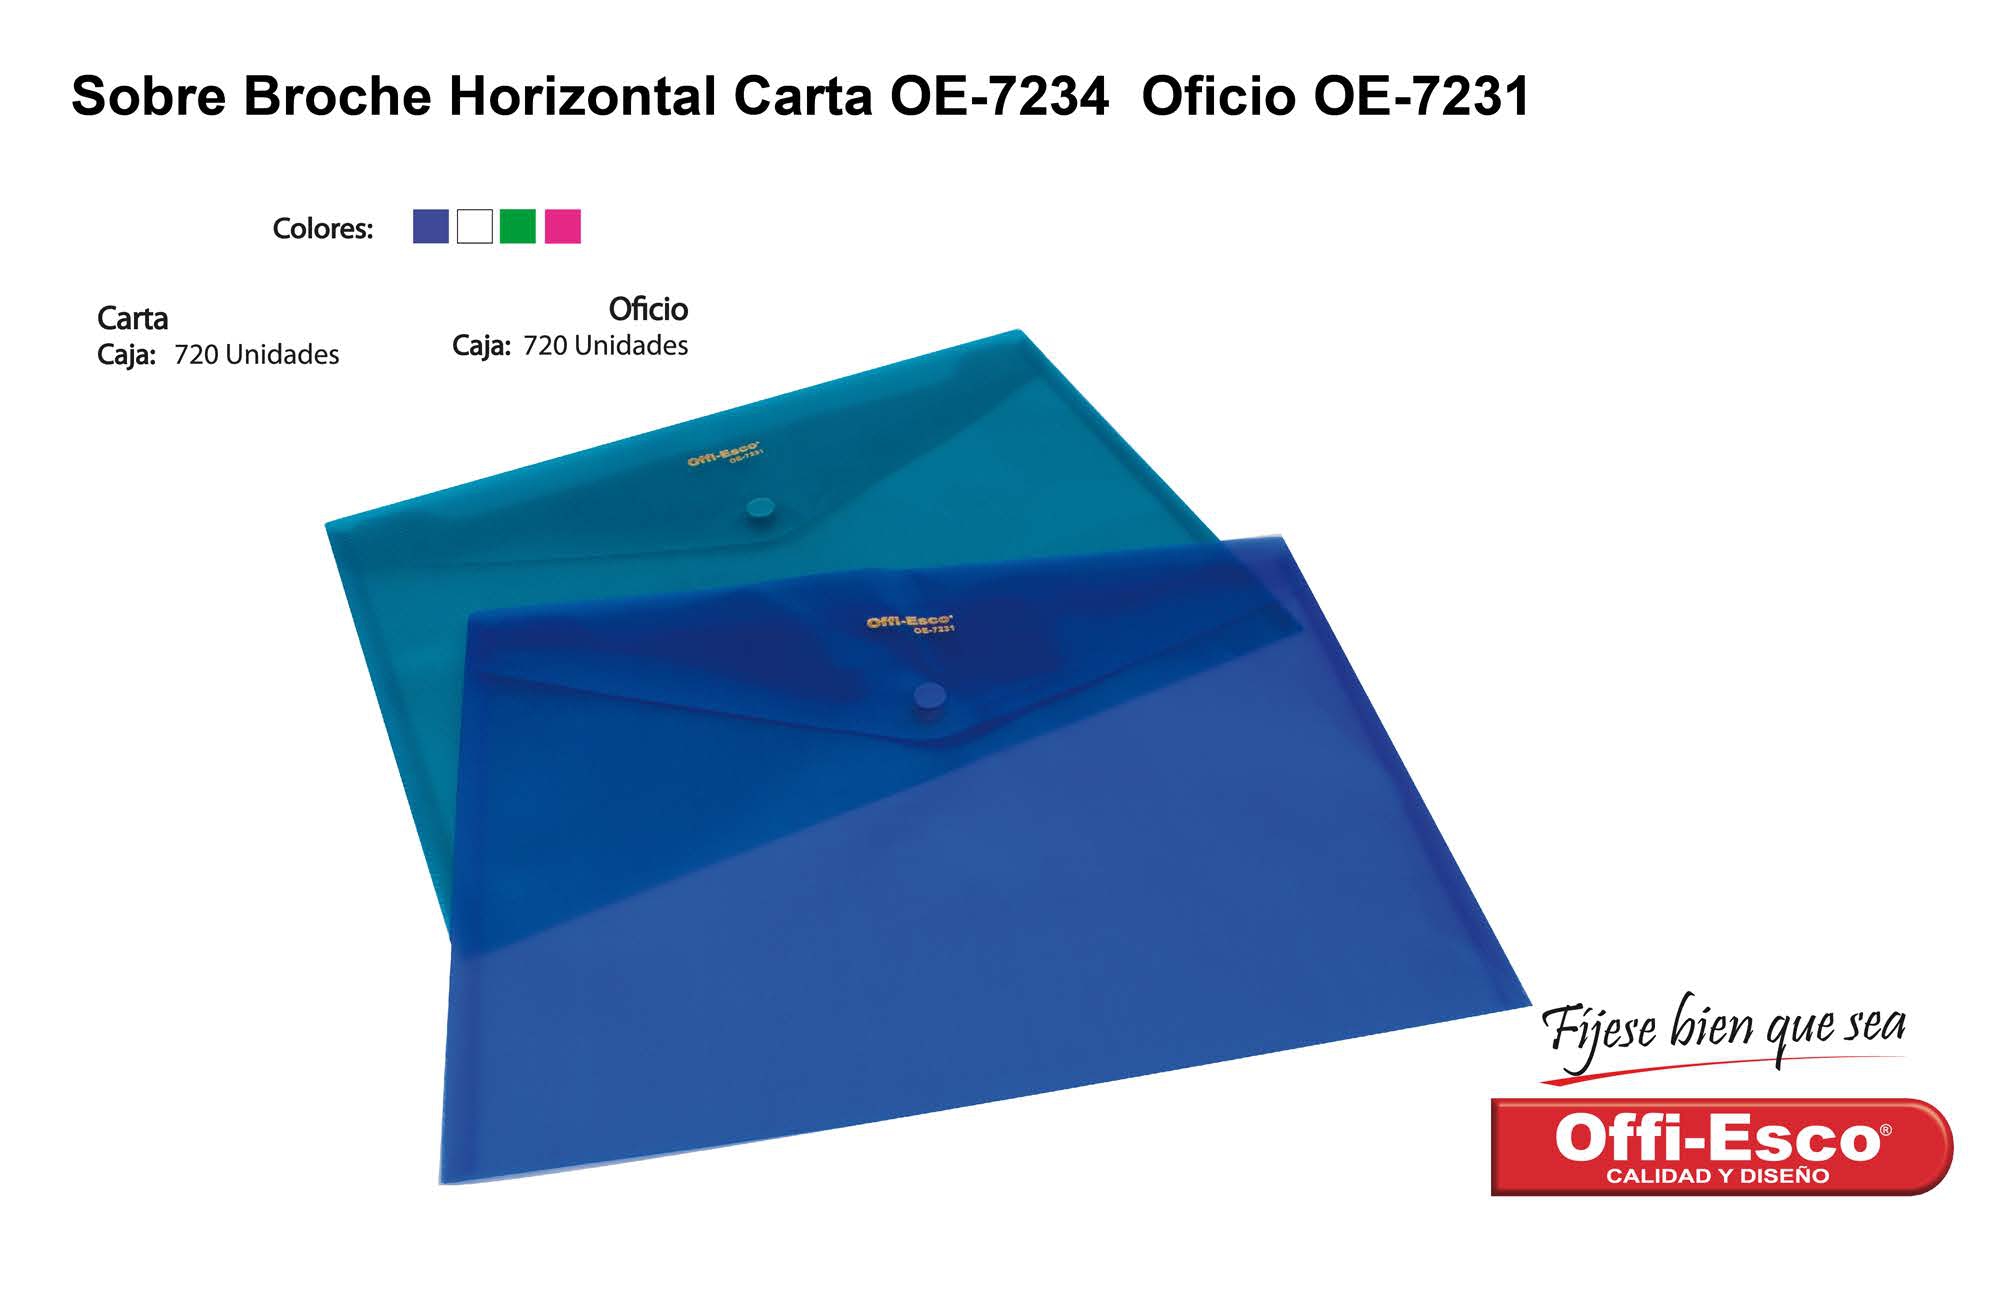 Sobre Broche Horizontal Carta OE-7234  Oficio OE-7231
Colores:
Carta
Caja: 720 Unidades
Oficio
Caja: 720 Unidades
Offi-Esco®
OE-7231
Offi-Esco®
OE-7231
Fíjese bien que sea
Offi-Esco®
CALIDAD Y DISEÑO